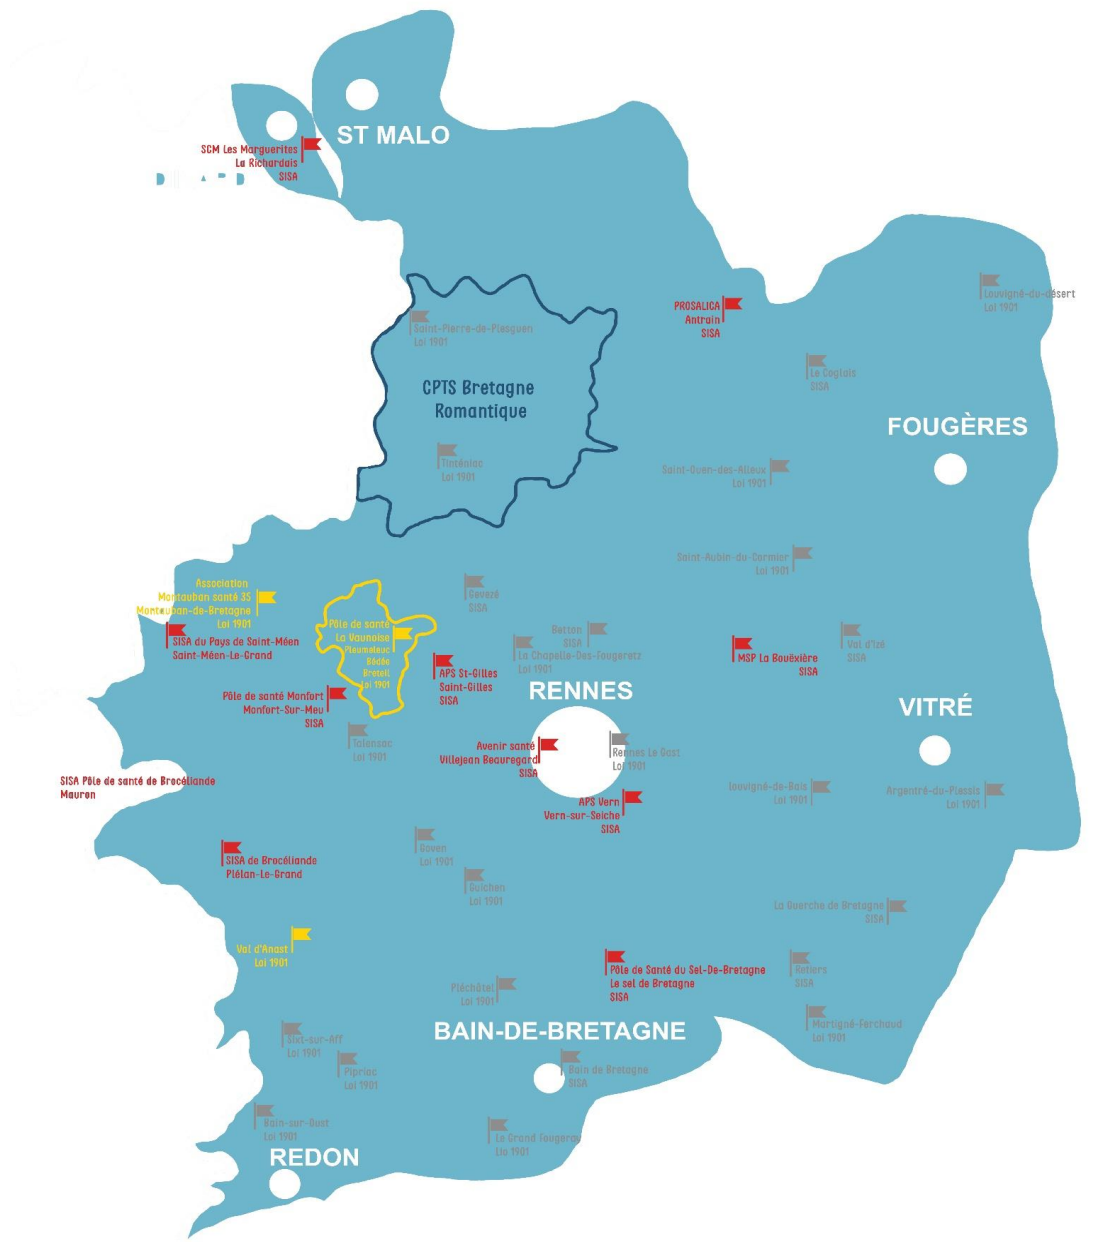 ST MALO
SCM Les Marguerites
La Richardais
SISA
PROSALICA
Antrain
SISA
Louvigné-du-désert
Loi 1901
Saint-Pierre-de-Plesguen
Loi 1901
Le Coglais
SISA
CPTS Bretagne
Romantique
FOUGÈRES
Tinténiac
Loi 1901
Saint-Ouen-des-Alleux
Loi 1901
Saint-Aubin-du-Cormier
Loi 1901
Association
Montauban santé 3S
Montauban-de-Bretagne
Loi 1901
Gevezé
SISA
Pôle de santé
La Vaunoise
Pleumeleuc
Bédée
Breteil
Loi 1901
SISA du Pays de Saint-Méen
Saint-Méen-Le-Grand
Betton
SISA
La Chapelle-Des-Fougeretz
Loi 1901
Val d'Izé
SISA
MSP La Bouëxière
SISA
APS St-Gilles
Saint-Gilles
SISA
RENNES
Pôle de santé Monfort
Monfort-Sur-Meu
SISA
VITRÉ
Talensac
Loi 1901
Avenir santé
Villejean Beauregard
SISA
Rennes Le Gast
Loi 1901
SISA Pôle de santé de Brocéliande
Mauron
louvigné-de-Bais
Loi 1901
Argentré-du-Plessis
Loi 1901
APS Vern
Vern-sur-Seiche
SISA
Goven
Loi 1901
SISA de Brocéliande
Plélan-Le-Grand
Guichen
Loi 1901
La Guerche de Bretagne
SISA
Val d'Anast
Loi 1901
Pôle de Santé du Sel-De-Bretagne
Le sel de Bretagne
SISA
Retiers
SISA
Pléchâtel
Loi 1901
Martigné-Ferchaud
Loi 1901
BAIN-DE-BRETAGNE
Sixt-sur-Aff
Loi 1901
Pipriac
Loi 1901
Bain de Bretagne
SISA
Bain-sur-Oust
Loi 1901
Le Grand Fougeray
Lio 1901
REDON